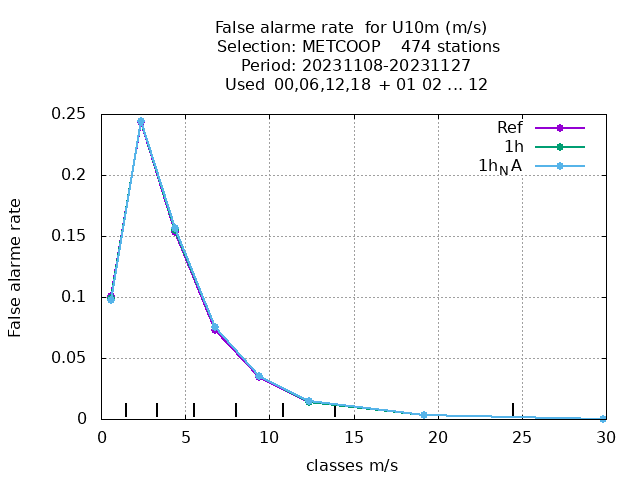 False alarme rate  for U10m (m/s)
Selection: METCOOP    474 stations
Period: 20231108-20231127
Used  00,06,12,18  + 01 02 ... 12
Ref
1h
1hNA
False alarme rate
0.25
0.2
0.15
0.1
0.05
0
0 5 10 15 20 25 30
classes m/s